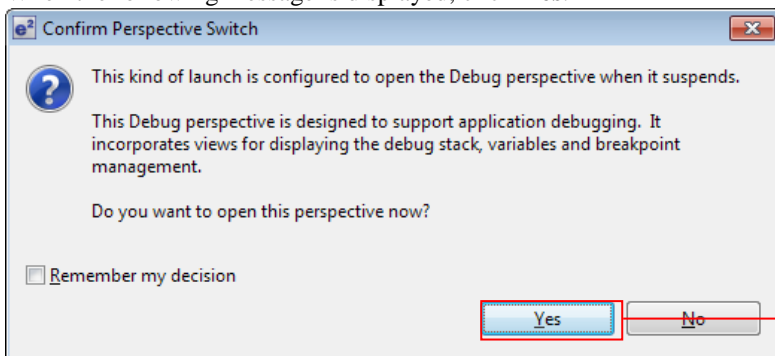 e² Confirm Perspective Switch
This kind of launch is configured to open the Debug perspective when it suspends.
This Debug perspective is designed to support application debugging. It
incorporates views for displaying the debug stack, variables and breakpoint
management.
Do you want to open this perspective now?
Remember my decision
Yes No